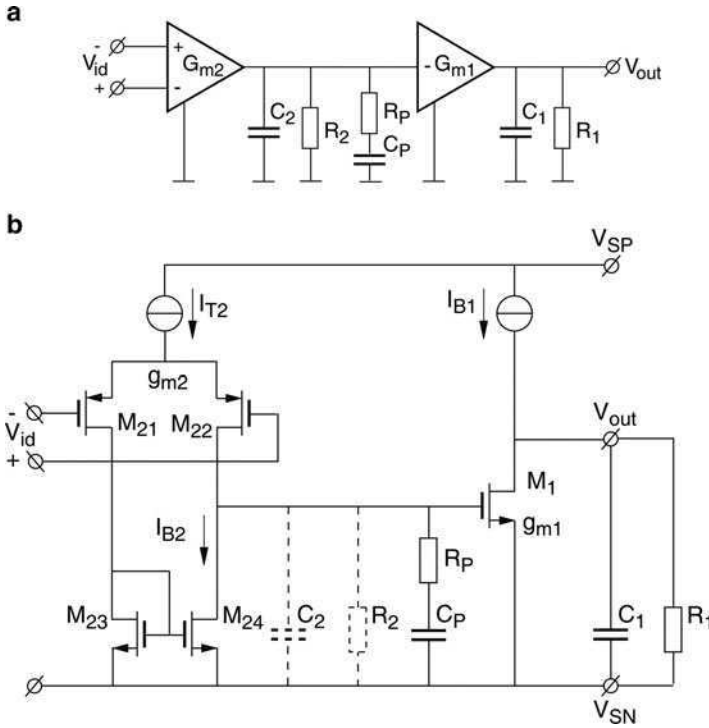 a
- V_id +
+ G_m2 -
C_2
R_2
R_P
C_P
- G_m1
C_1
R_1
V_out
b
V_SP
I_T2
I_B1
g_m2
- V_id +
M_21
M_22
V_out
M_1
I_B2
g_m1
R_P
M_23
M_24
C_2
R_2
C_P
C_1
R_1
V_SN